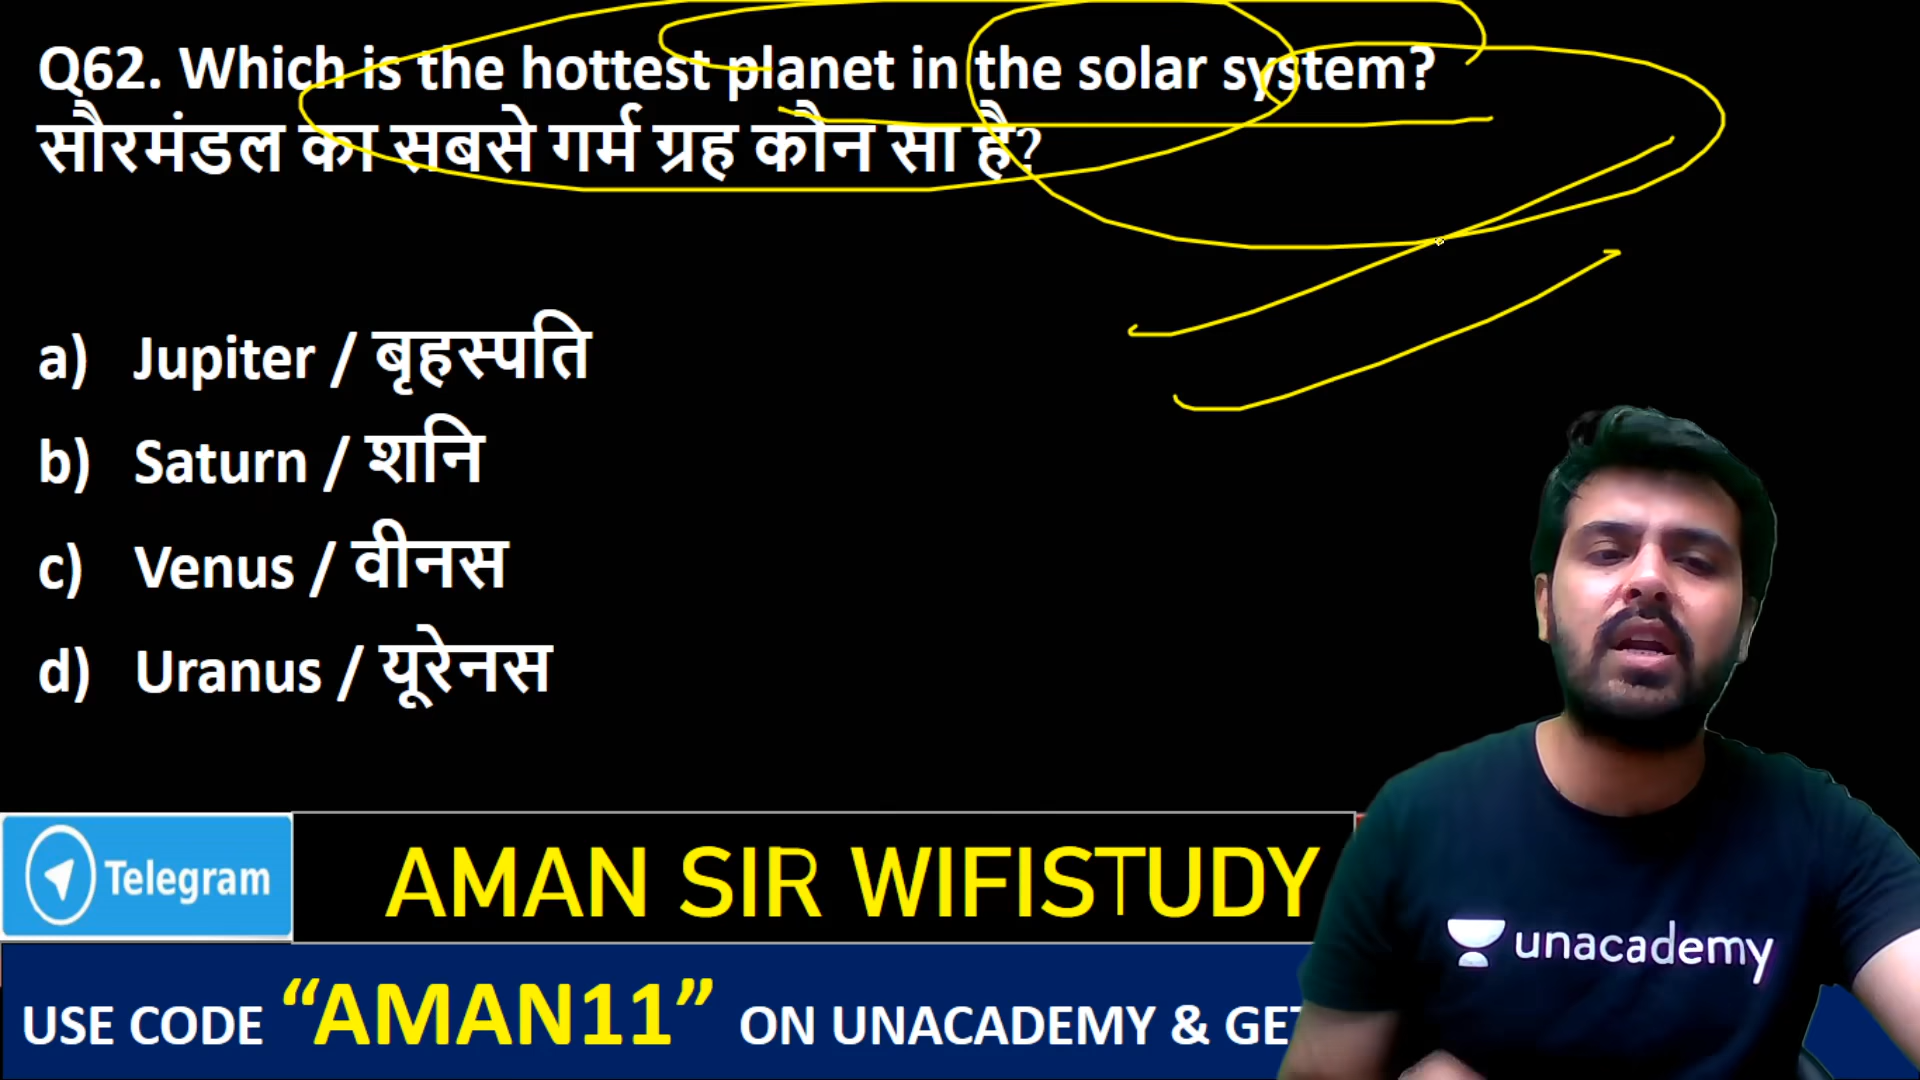 Q62. Which is the hottest planet in the solar system?
सौरमंडल का सबसे गर्म ग्रह कौन सा है?
a) Jupiter / बृहस्पति
b) Saturn / शनि
c) Venus / वीनस
d) Uranus / यूरेनस
Telegram
AMAN SIR WIFISTUDY
unacademy
USE CODE “AMAN11” ON UNACADEMY & GET